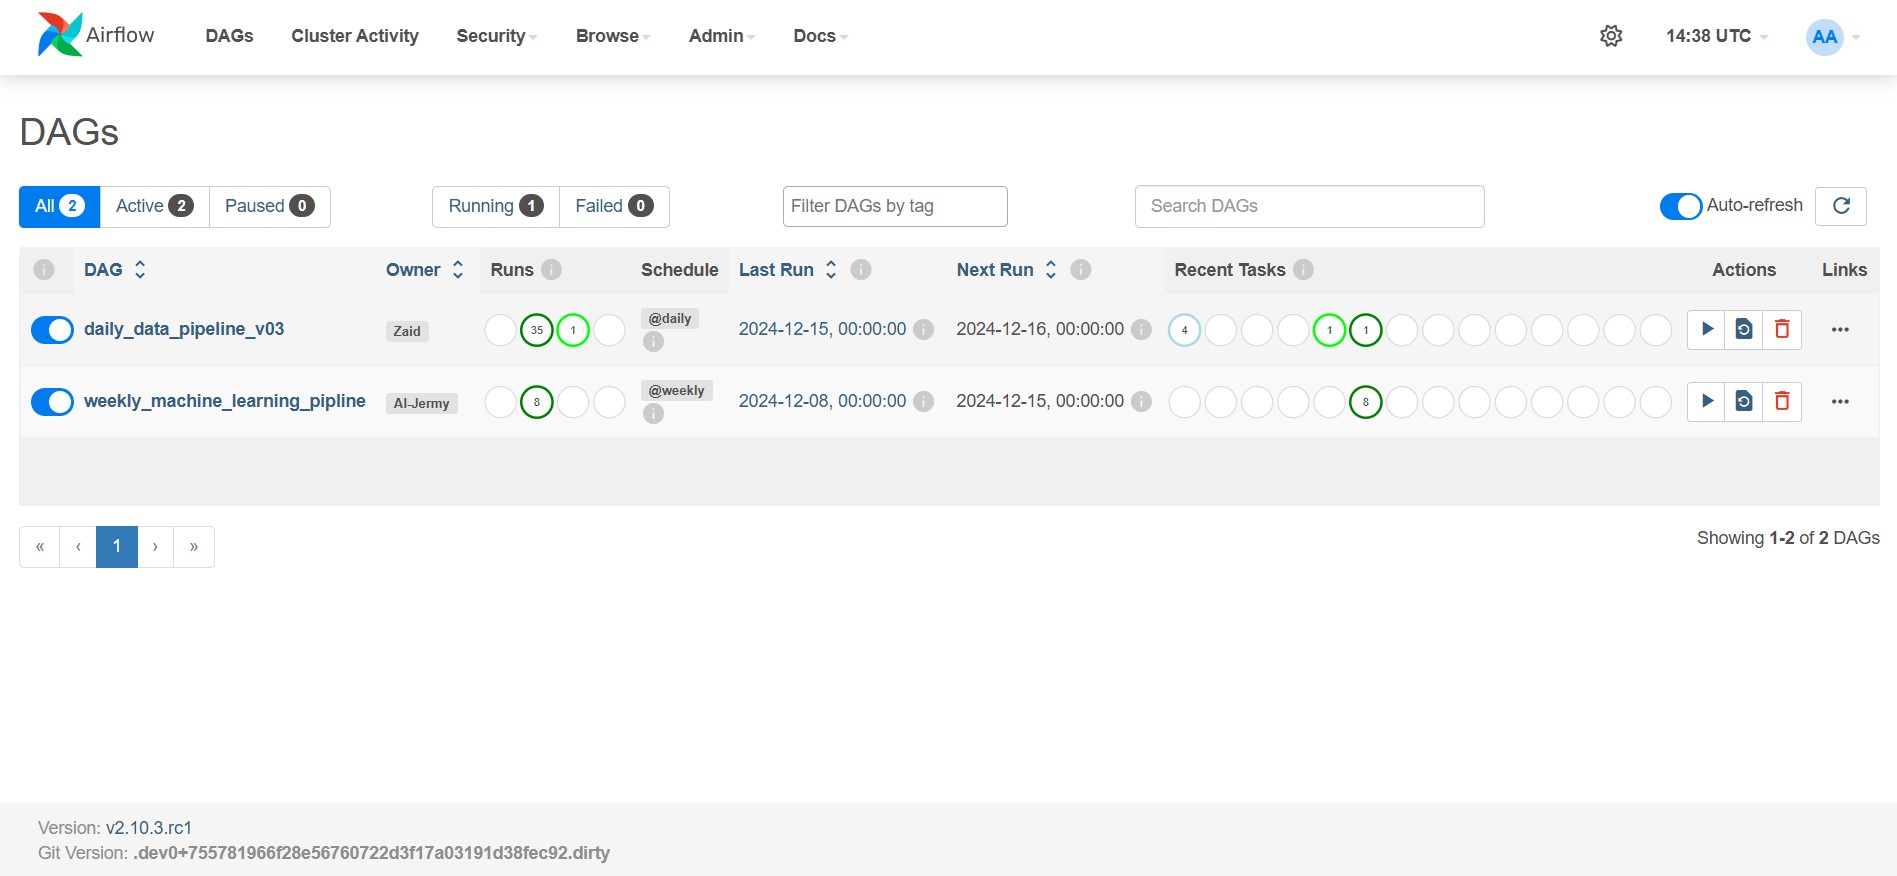 Airflow DAGs Cluster Activity Security Browse Admin Docs 14:38 UTC AA
DAGs
All 2 Active 2 Paused 0 Running 1 Failed 0 Filter DAGs by tag Search DAGs Auto-refresh
i DAG Owner Runs i Schedule Last Run i Next Run i Recent Tasks i Actions Links
daily_data_pipeline_v03 Zaid 35 1 @daily i 2024-12-15, 00:00:00 i 2024-12-16, 00:00:00 i 4 1 1
weekly_machine_learning_pipline Al-Jermy 8 @weekly i 2024-12-08, 00:00:00 i 2024-12-15, 00:00:00 i 8
« ‹ 1 › » Showing 1-2 of 2 DAGs
Version: v2.10.3.rc1
Git Version: .dev0+755781966f28e56760722d3f17a03191d38fec92.dirty